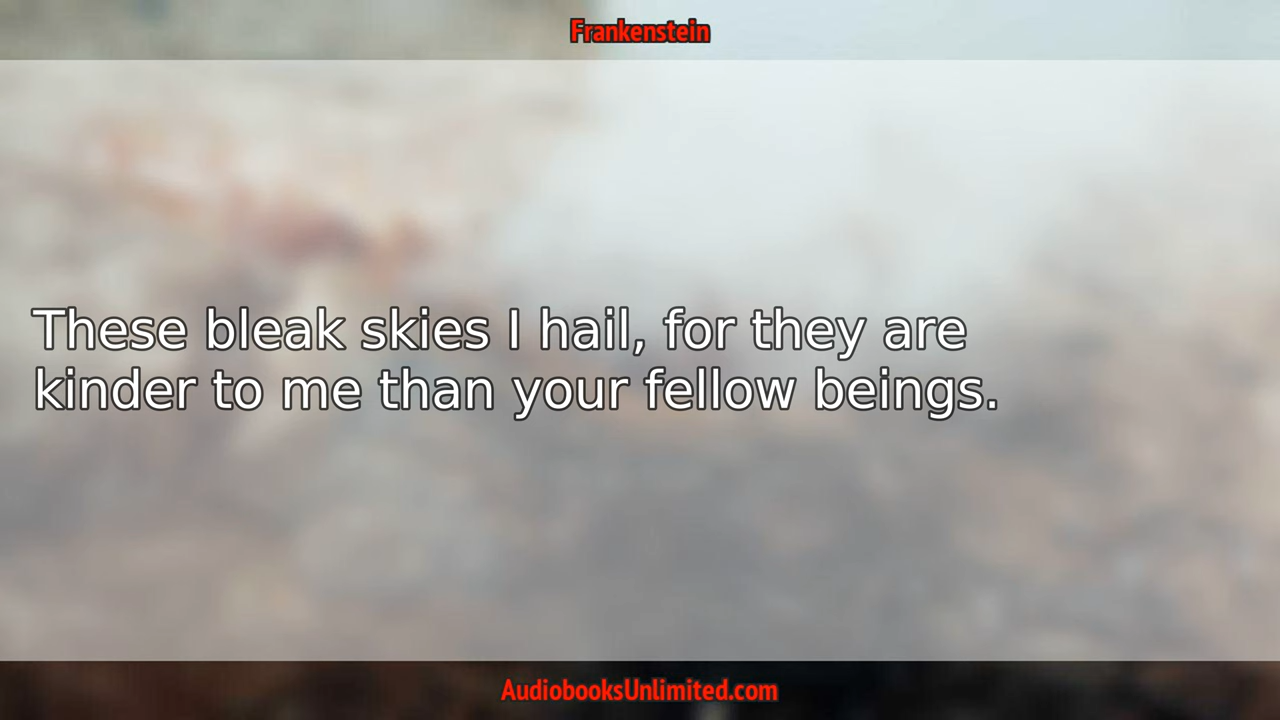 Frankenstein
These bleak skies I hail, for they are
kinder to me than your fellow beings.
AudiobooksUnlimited.com